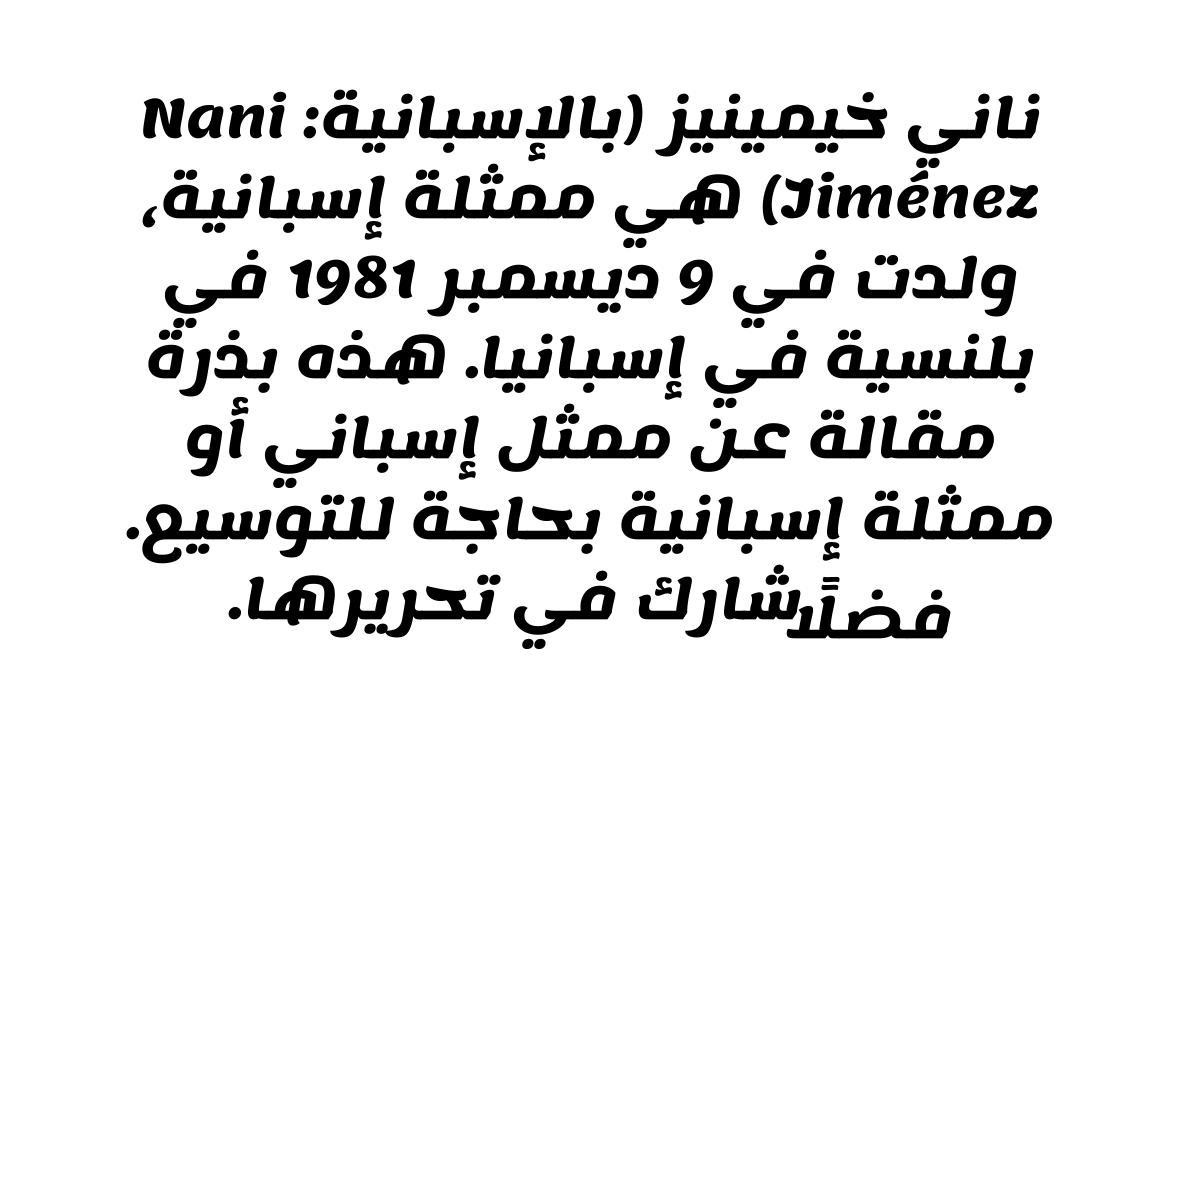 ناني خيمينيز (بالإسبانية: Nani
Jiménez) هي ممثلة إسبانية،
ولدت في 9 ديسمبر 1981 في
بلنسية في إسبانيا. هذه بذرة
مقالة عن ممثل إسباني أو
ممثلة إسبانية بحاجة للتوسيع.
فضلًا شارك في تحريرها.